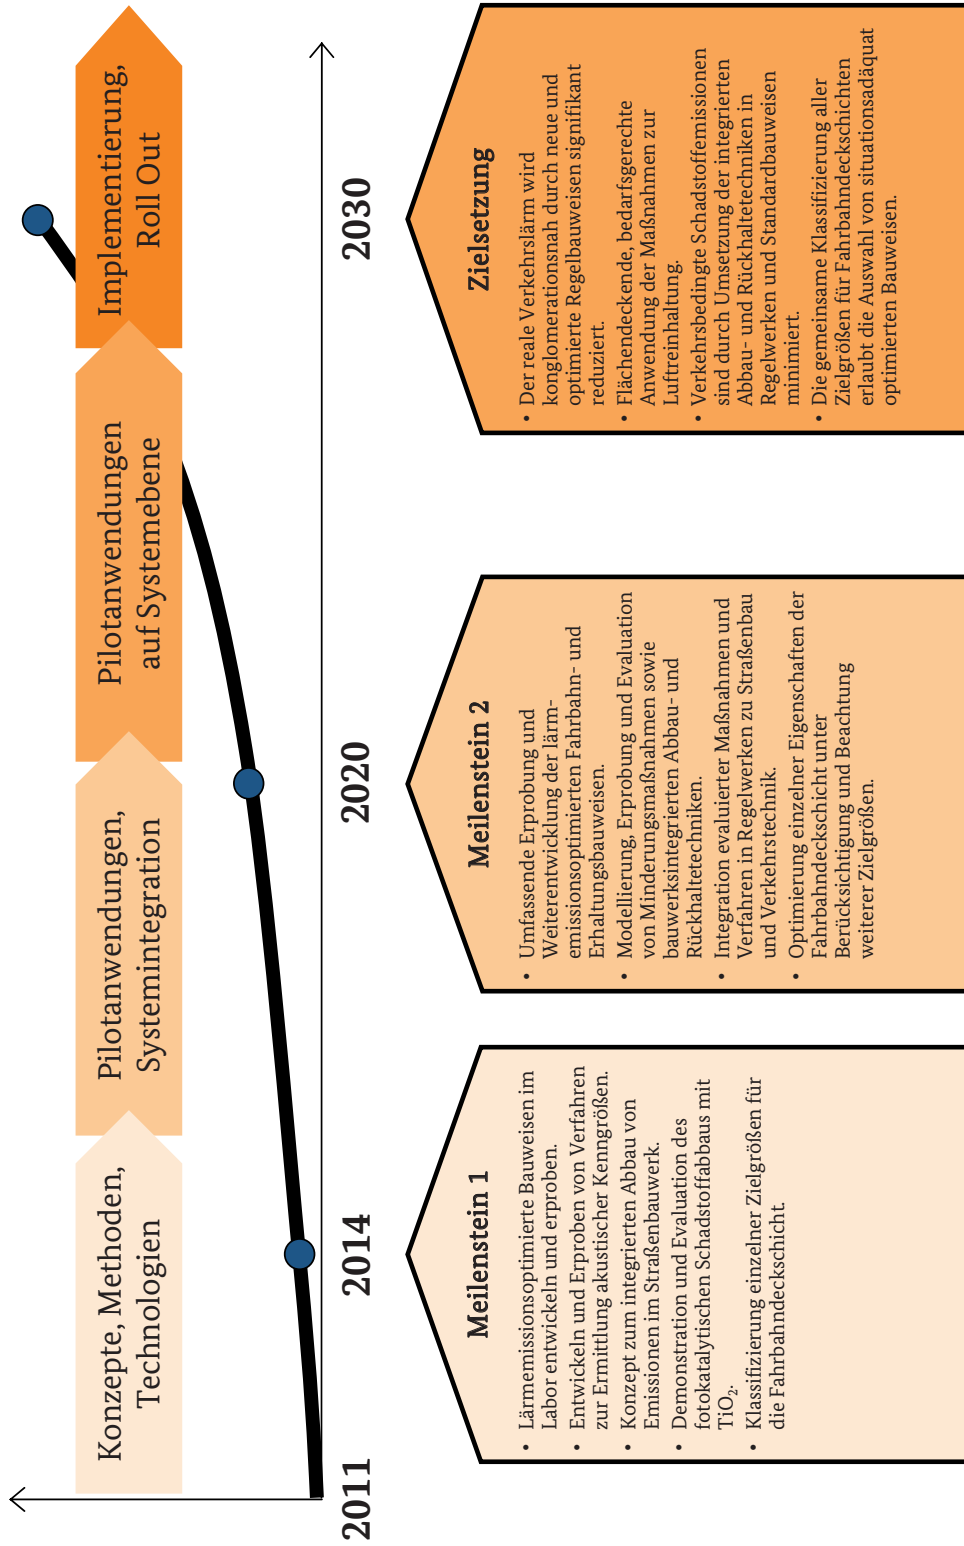 Konzepte, Methoden,
Technologien
Pilotanwendungen,
Systemintegration
Pilotanwendungen
auf Systemebene
Implementierung,
Roll Out
2011
2014
2020
2030
Meilenstein 1
• Lärmemissionsoptimierte Bauweisen im
Labor entwickeln und erproben.
• Entwickeln und Erproben von Verfahren
zur Ermittlung akustischer Kenngrößen.
• Konzept zum integrierten Abbau von
Emissionen im Straßenbauwerk.
• Demonstration und Evaluation des
fotokatalytischen Schadstoffabbaus mit
TiO₂.
• Klassifizierung einzelner Zielgrößen für
die Fahrbahndeckschicht.
Meilenstein 2
• Umfassende Erprobung und
Weiterentwicklung der lärm-
emissionsoptimierten Fahrbahn- und
Erhaltungsbauweisen.
• Modellierung, Erprobung und Evaluation
von Minderungsmaßnahmen sowie
bauwerksintegrierten Abbau- und
Rückhaltetechniken.
• Integration evaluierter Maßnahmen und
Verfahren in Regelwerken zu Straßenbau
und Verkehrstechnik.
• Optimierung einzelner Eigenschaften der
Fahrbahndeckschicht unter
Berücksichtigung und Beachtung
weiterer Zielgrößen.
Zielsetzung
• Der reale Verkehrslärm wird
konglomerationsnah durch neue und
optimierte Regelbauweisen signifikant
reduziert.
• Flächendeckende, bedarfsgerechte
Anwendung der Maßnahmen zur
Luftreinhaltung.
• Verkehrsbedingte Schadstoffemissionen
sind durch Umsetzung der integrierten
Abbau- und Rückhaltetechniken in
Regelwerken und Standardbauweisen
minimiert.
• Die gemeinsame Klassifizierung aller
Zielgrößen für Fahrbahndeckschichten
erlaubt die Auswahl von situationsadäquat
optimierten Bauweisen.